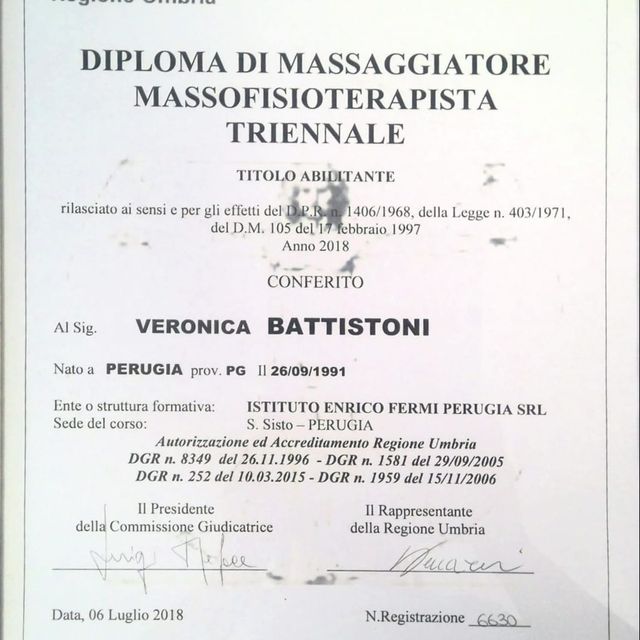 Regione Umbria
DIPLOMA DI MASSAGGIATORE
MASSOFISIOTERAPISTA
TRIENNALE
TITOLO ABILITANTE
rilasciato ai sensi e per gli effetti del D.P.R. n. 1406/1968, della Legge n. 403/1971,
del D.M. 105 del 17 febbraio 1997
Anno 2018
CONFERITO
Al Sig. VERONICA BATTISTONI
Nato a PERUGIA prov. PG Il 26/09/1991
Ente o struttura formativa: ISTITUTO ENRICO FERMI PERUGIA SRL
Sede del corso: S. Sisto – PERUGIA
Autorizzazione ed Accreditamento Regione Umbria
DGR n. 8349 del 26.11.1996 - DGR n. 1581 del 29/09/2005
DGR n. 252 del 10.03.2015 - DGR n. 1959 del 15/11/2006
Il Presidente
della Commissione Giudicatrice
Il Rappresentante
della Regione Umbria
Data, 06 Luglio 2018
N.Registrazione 6630